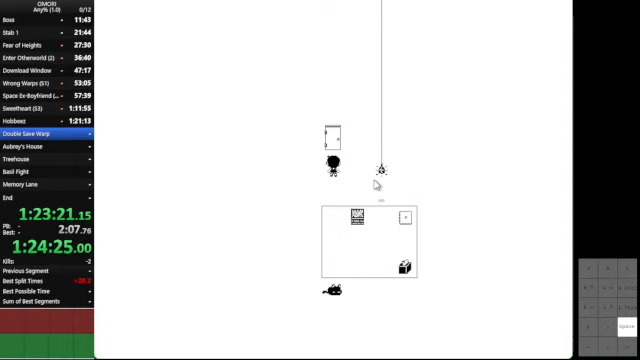 OMORI
Any% (1.0) 0/12
Boss - 11:43
Stab 1 - 21:44
Fear of Heights - 27:30
Enter Otherworld (2) - 36:40
Download Window - 47:17
Wrong Warps (S1) - 53:05
Space Ex-Boyfriend (... - 57:39
Sweetheart (S3) - 1:11:55
Hobbeez - 1:21:13
Double Save Warp -
Aubrey's House -
Treehouse -
Basil Fight -
Memory Lane -
End -
1:23:21.15
PB: -
Best: - 2:07.76
1:24:25.00
Kills: -2
Previous Segment -
Best Split Times
Best Possible Time -
Sum of Best Segments -
Space